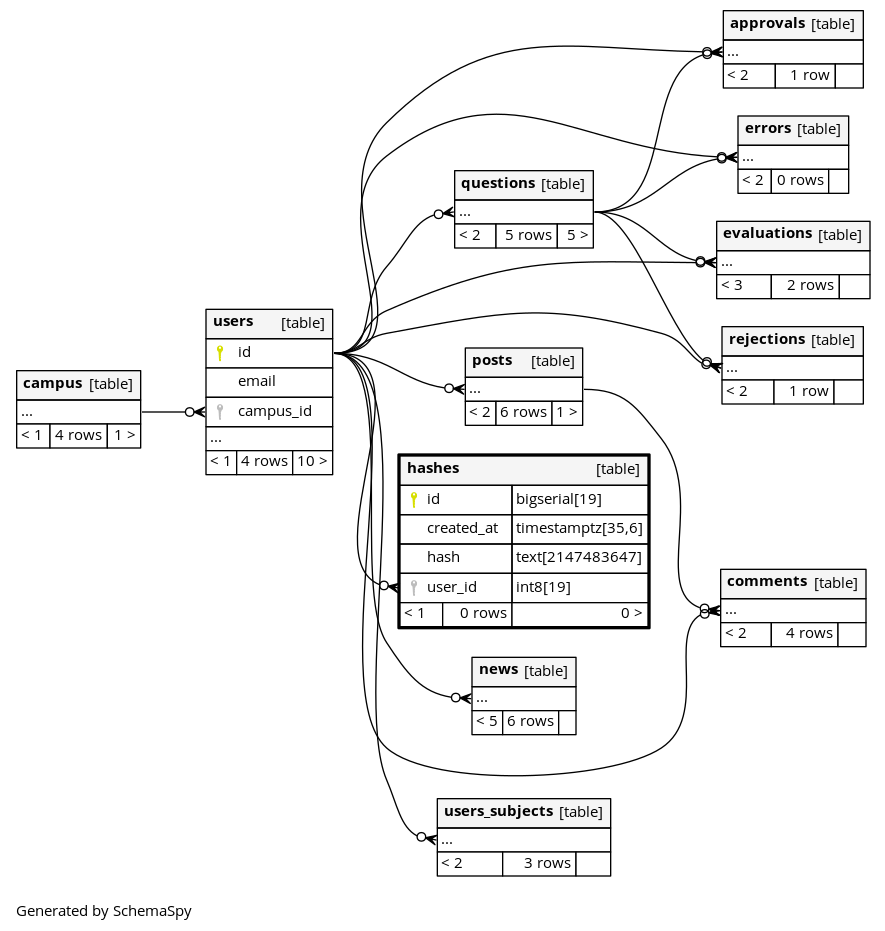 approvals [table]
...
< 2 1 row
errors [table]
...
< 2 0 rows
questions [table]
...
< 2 5 rows 5 >
evaluations [table]
...
< 3 2 rows
users [table]
id
email
campus_id
...
< 1 4 rows 10 >
rejections [table]
...
< 2 1 row
posts [table]
...
< 2 6 rows 1 >
campus [table]
...
< 1 4 rows 1 >
hashes [table]
id bigserial[19]
created_at timestamptz[35,6]
hash text[2147483647]
user_id int8[19]
< 1 0 rows 0 >
comments [table]
...
< 2 4 rows
news [table]
...
< 5 6 rows
users_subjects [table]
...
< 2 3 rows
Generated by SchemaSpy